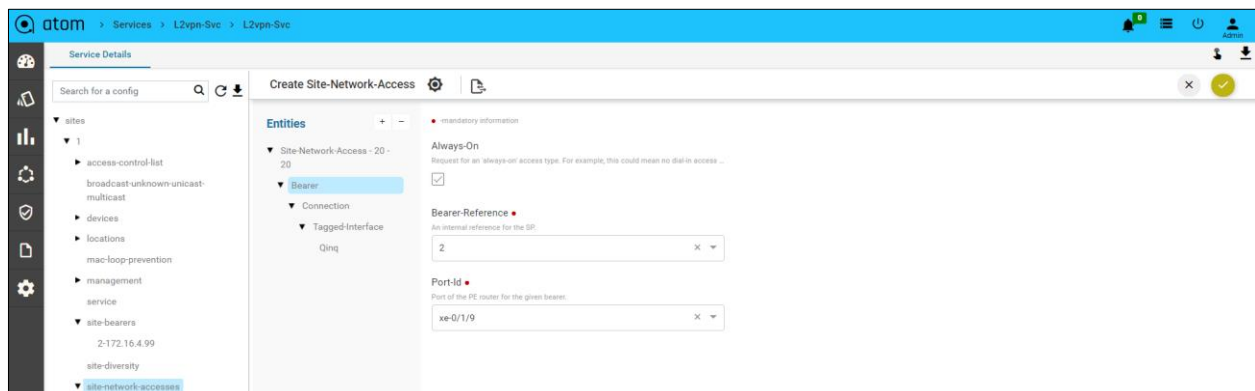 atom > Services > L2vpn-Svc > L2vpn-Svc
0
Admin
Service Details
Search for a config
Create Site-Network-Access
sites
1
access-control-list
broadcast-unknown-unicast-
multicast
devices
locations
mac-loop-prevention
management
service
site-bearers
2-172.16.4.99
site-diversity
site-network-accesses
Entities + −
Site-Network-Access - 20 -
20
Bearer
Connection
Tagged-Interface
Qinq
-mandatory information
Always-On
Request for an 'always-on' access type. For example, this could mean no dial-in access ...
Bearer-Reference
An internal reference for the SP.
2
Port-Id
Port of the PE router for the given bearer.
xe-0/1/9